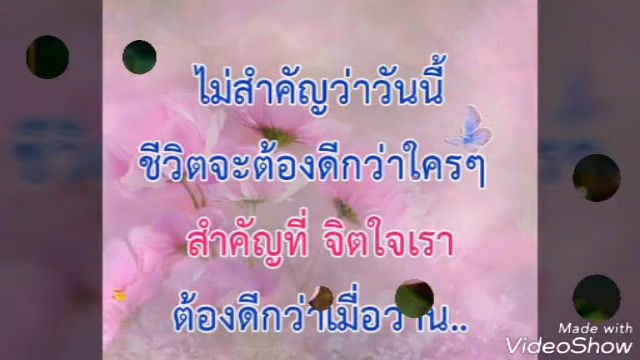 ไม่สำคัญว่าวันนี้
ชีวิตจะต้องดีกว่าใครๆ
สำคัญที่ จิตใจเรา
ต้องดีกว่าเมื่อวาน..
Made with
VideoShow